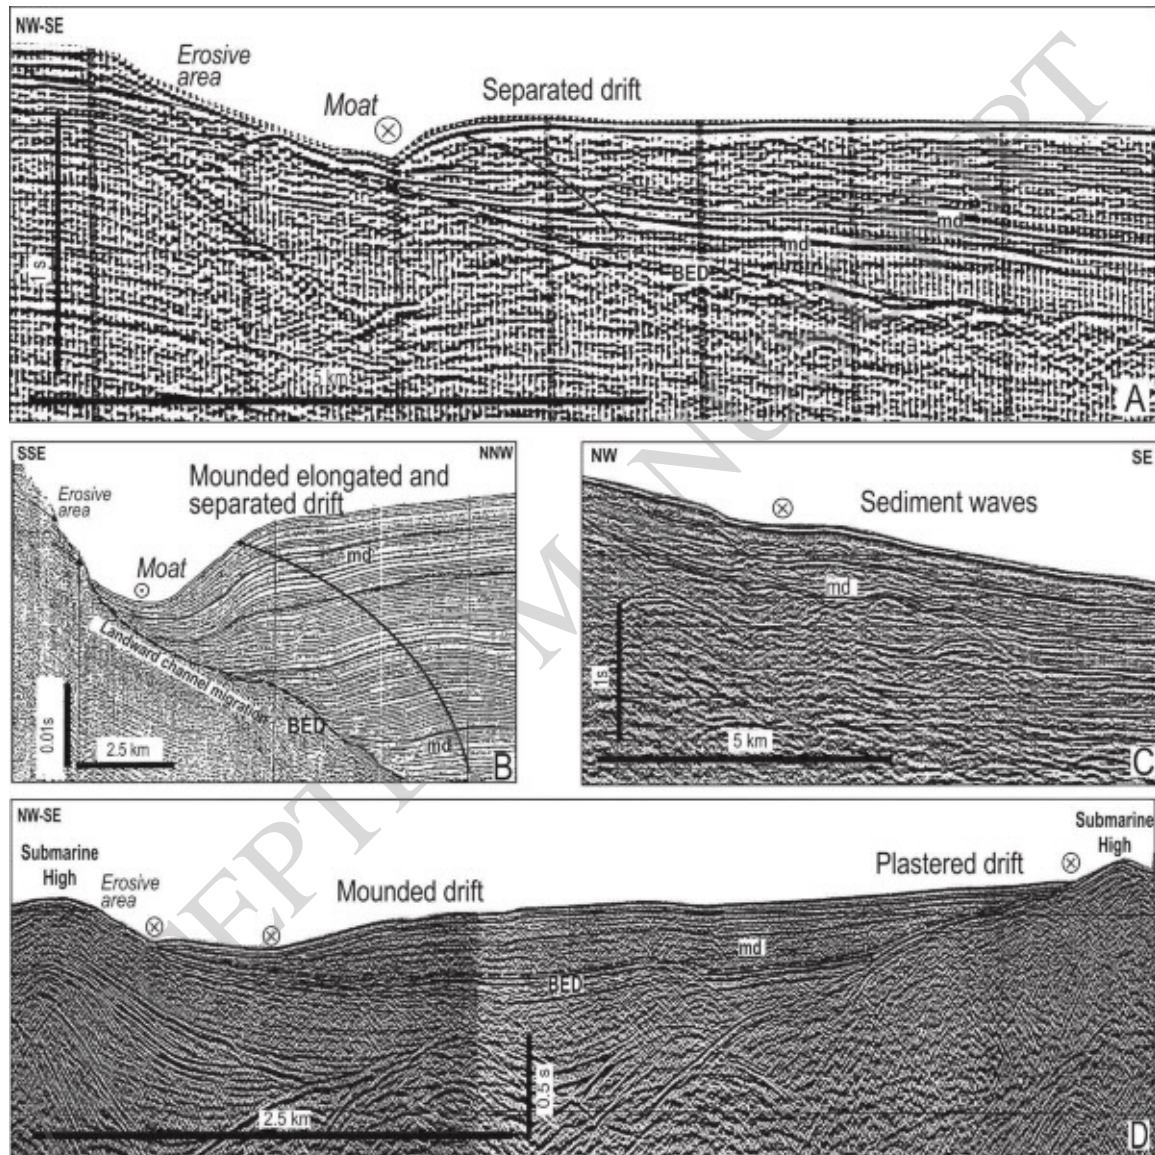 NW-SE
Erosive
area
Moat
Separated drift
md
md
BED
1 s
5 km
A
SSE
NNW
Mounded elongated and
separated drift
Erosive
area
md
Moat
Landward channel migration
BED
0.01s
2.5 km
md
B
NW
SE
Sediment waves
md
1s
5 km
C
NW-SE
Submarine
High
Erosive
area
Mounded drift
Plastered drift
Submarine
High
md
BED
0.5 s
2.5 km
D